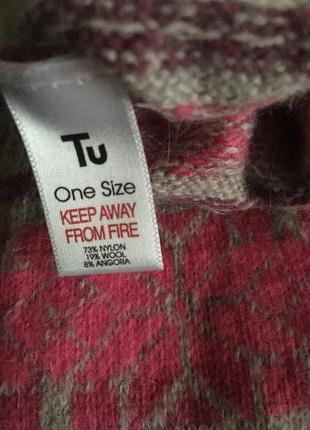 Tu
One Size
KEEP AWAY
FROM FIRE
73% NYLON
19% WOOL
8% ANGORA